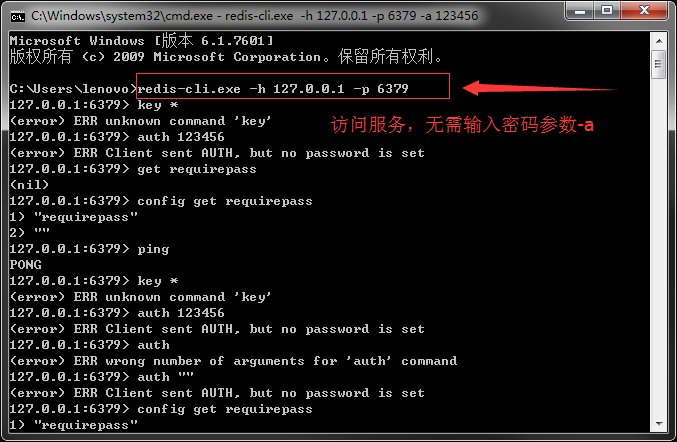 C:\Windows\system32\cmd.exe - redis-cli.exe -h 127.0.0.1 -p 6379 -a 123456
Microsoft Windows [版本 6.1.7601]
版权所有 (c) 2009 Microsoft Corporation。保留所有权利。
C:\Users\lenovo>redis-cli.exe -h 127.0.0.1 -p 6379
127.0.0.1:6379> key *
(error) ERR unknown command 'key'
访问服务，无需输入密码参数-a
127.0.0.1:6379> auth 123456
(error) ERR Client sent AUTH, but no password is set
127.0.0.1:6379> get requirepass
(nil)
127.0.0.1:6379> config get requirepass
1) "requirepass"
2) ""
127.0.0.1:6379> ping
PONG
127.0.0.1:6379> key *
(error) ERR unknown command 'key'
127.0.0.1:6379> auth 123456
(error) ERR Client sent AUTH, but no password is set
127.0.0.1:6379> auth
(error) ERR wrong number of arguments for 'auth' command
127.0.0.1:6379> auth ""
(error) ERR Client sent AUTH, but no password is set
127.0.0.1:6379> config get requirepass
1) "requirepass"